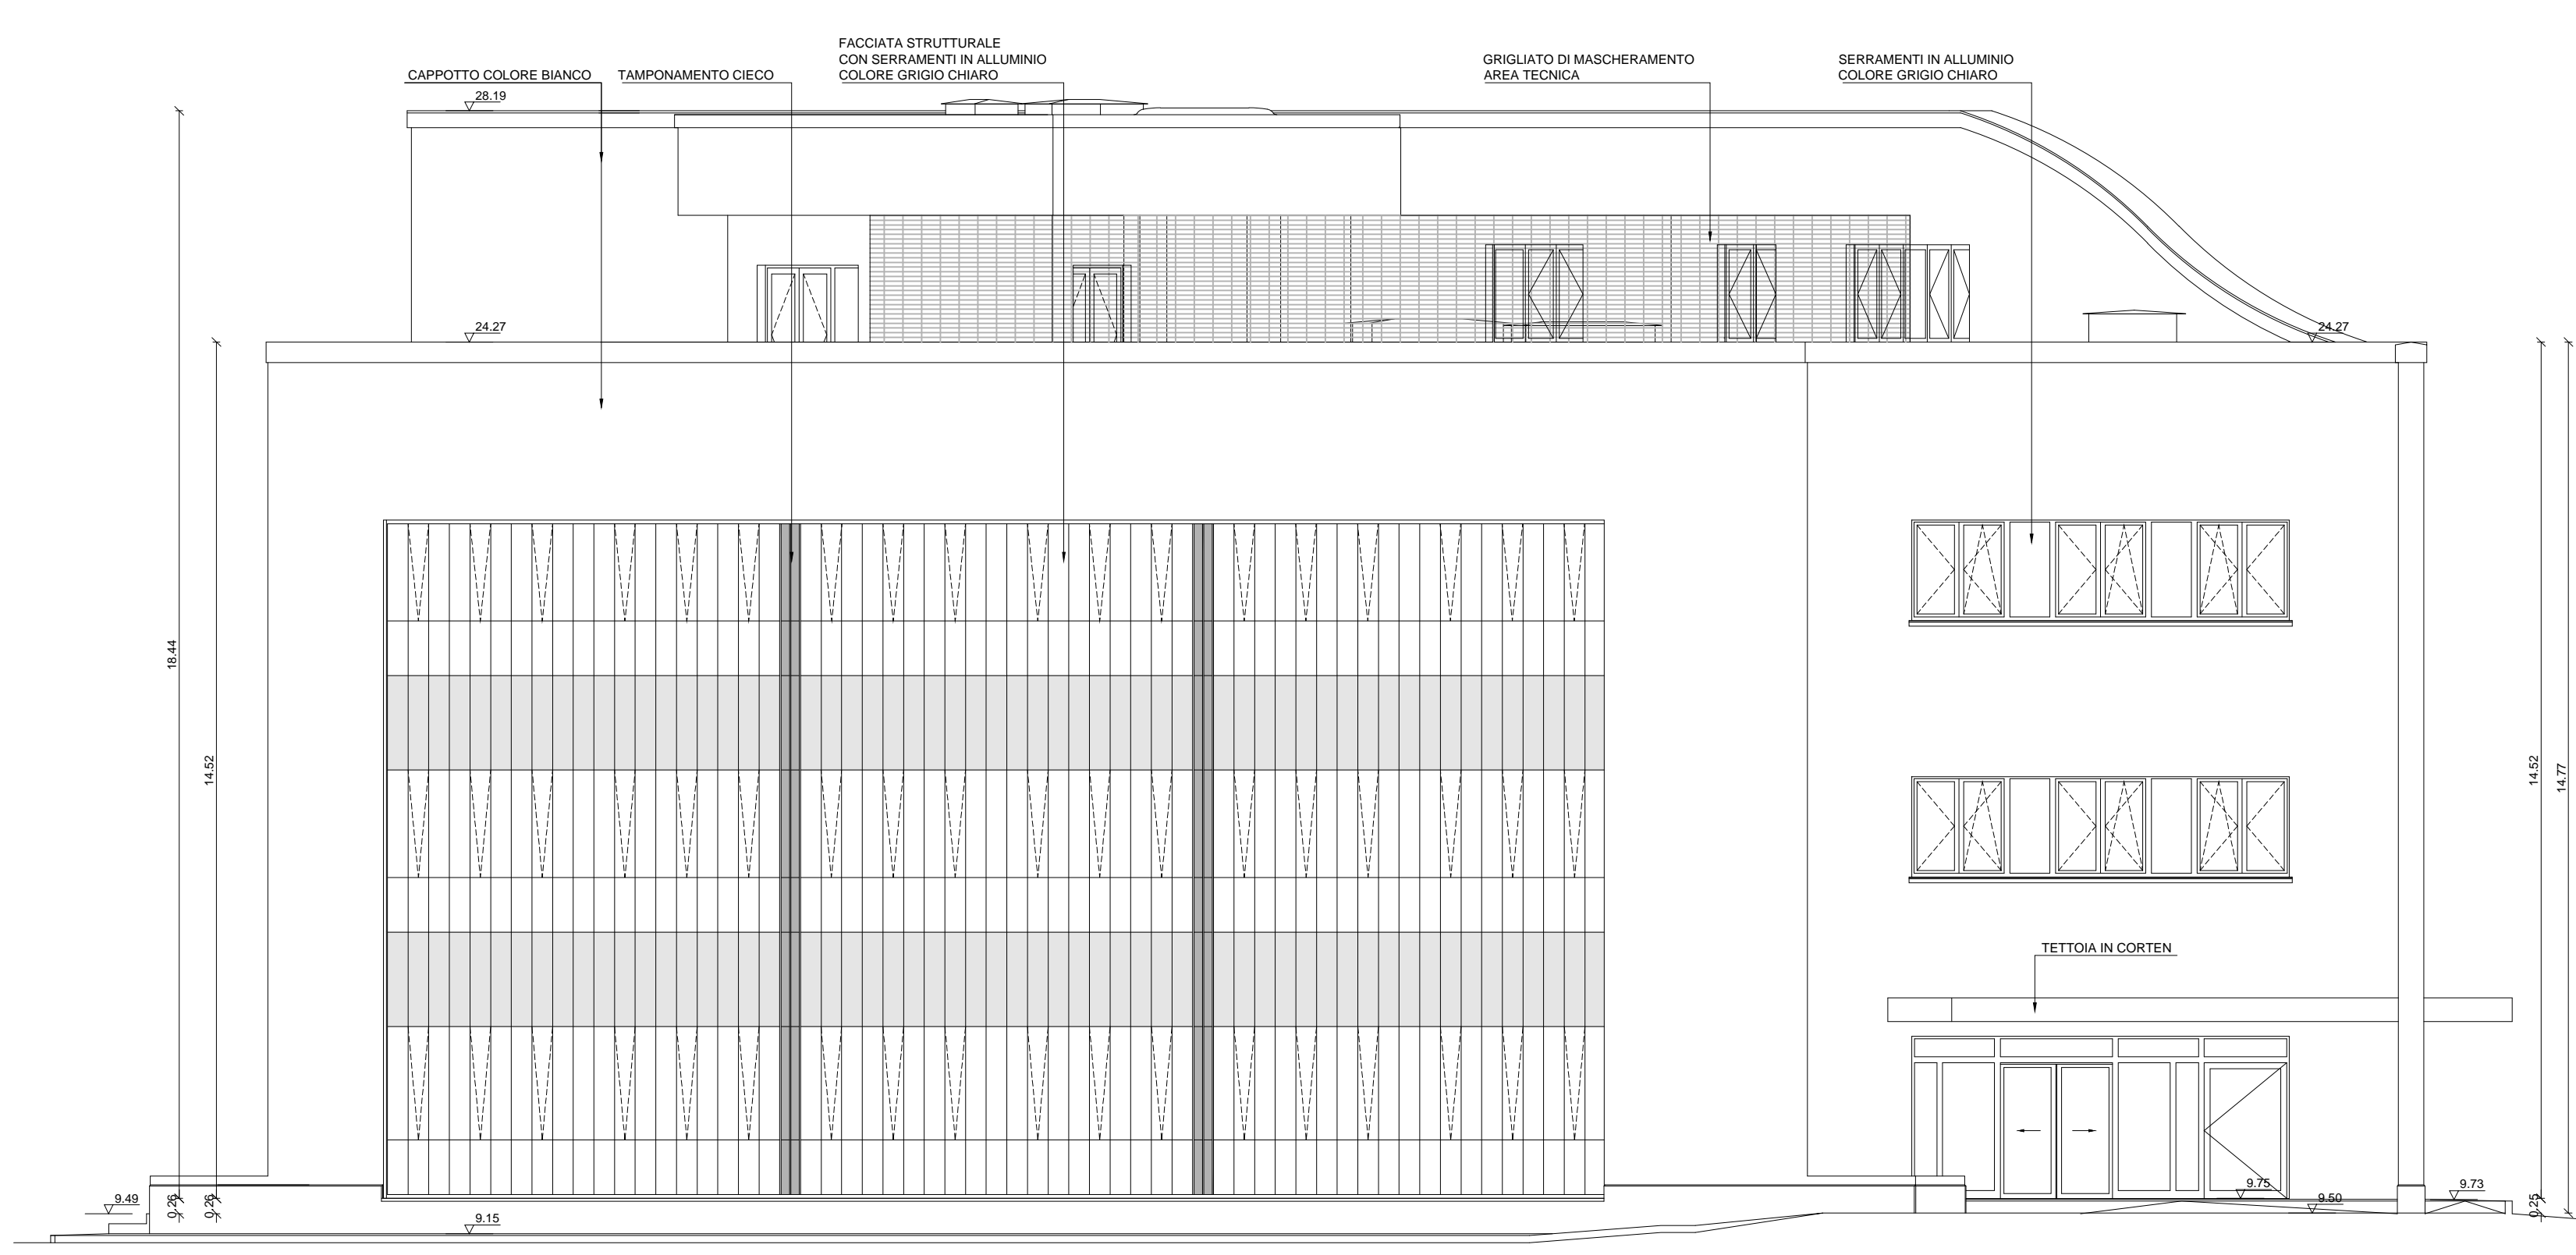 FACCIATA STRUTTURALE
CON SERRAMENTI IN ALLUMINIO
COLORE GRIGIO CHIARO
CAPPOTTO COLORE BIANCO
TAMPONAMENTO CIECO
GRIGLIATO DI MASCHERAMENTO
AREA TECNICA
SERRAMENTI IN ALLUMINIO
COLORE GRIGIO CHIARO
28.19
24.27
24.27
18.44
14.52
14.52
14.77
TETTOIA IN CORTEN
9.49
0.26
0.26
9.15
9.75
9.50
9.73
0.25